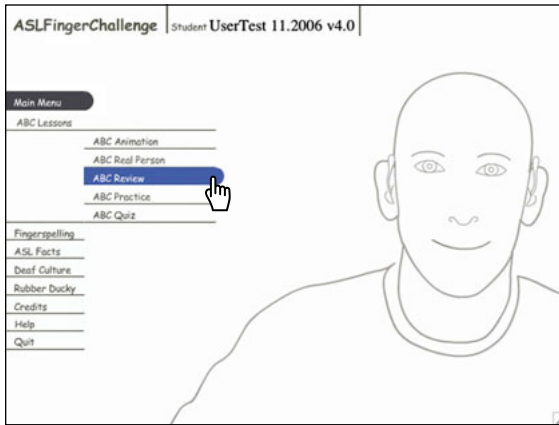 ASLFingerChallenge Student UserTest 11.2006 v4.0
Main Menu
ABC Lessons
ABC Animation
ABC Real Person
ABC Review
ABC Practice
ABC Quiz
Fingerspelling
ASL Facts
Deaf Culture
Rubber Ducky
Credits
Help
Quit